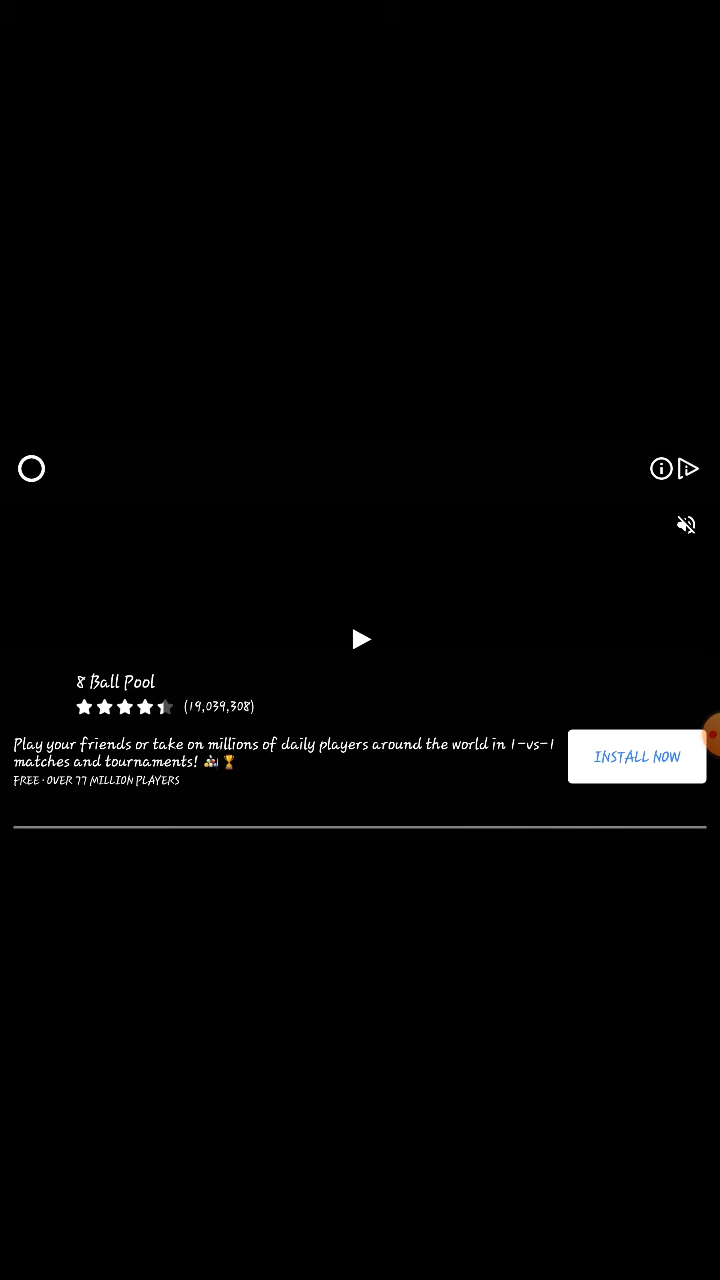 8 Ball Pool
(19,039,308)
Play your friends or take on millions of daily players around the world in 1-vs-1
matches and tournaments! 🎱🏆
FREE · OVER 77 MILLION PLAYERS
INSTALL NOW